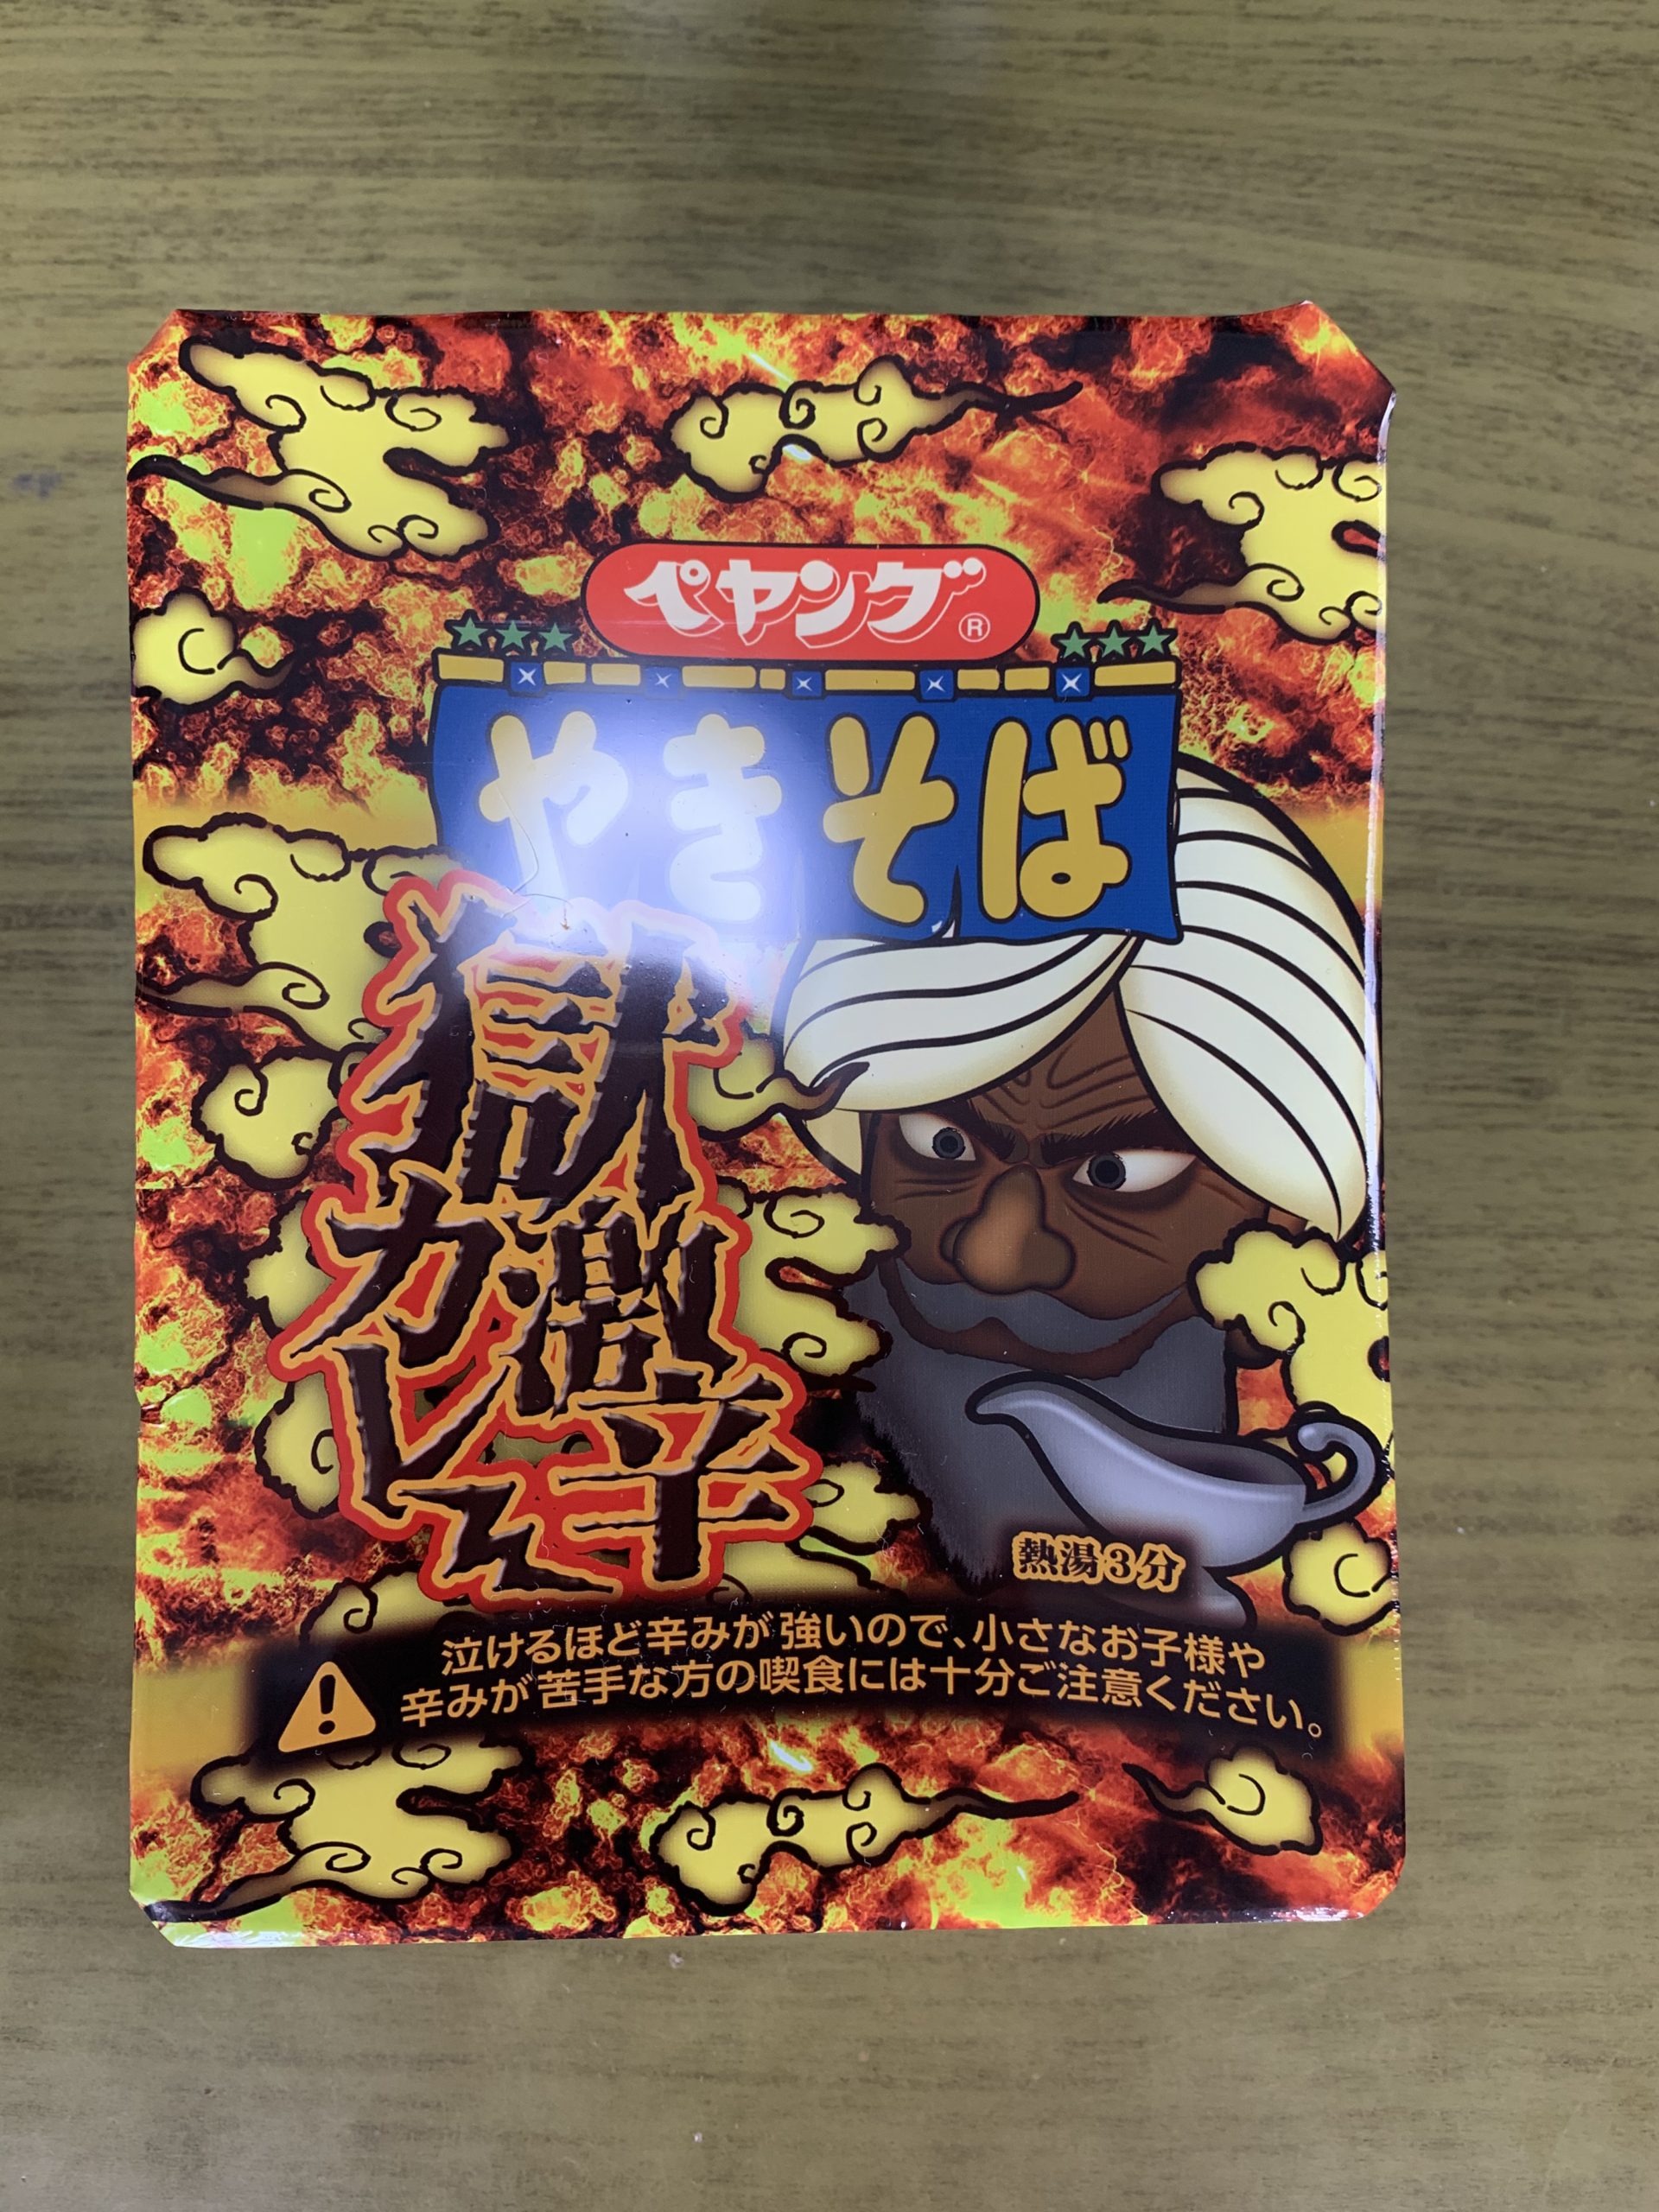 ペヤング®
やきそば
獄激辛
カレー
熱湯3分
泣けるほど辛みが強いので、小さなお子様や
辛みが苦手な方の喫食には十分ご注意ください。